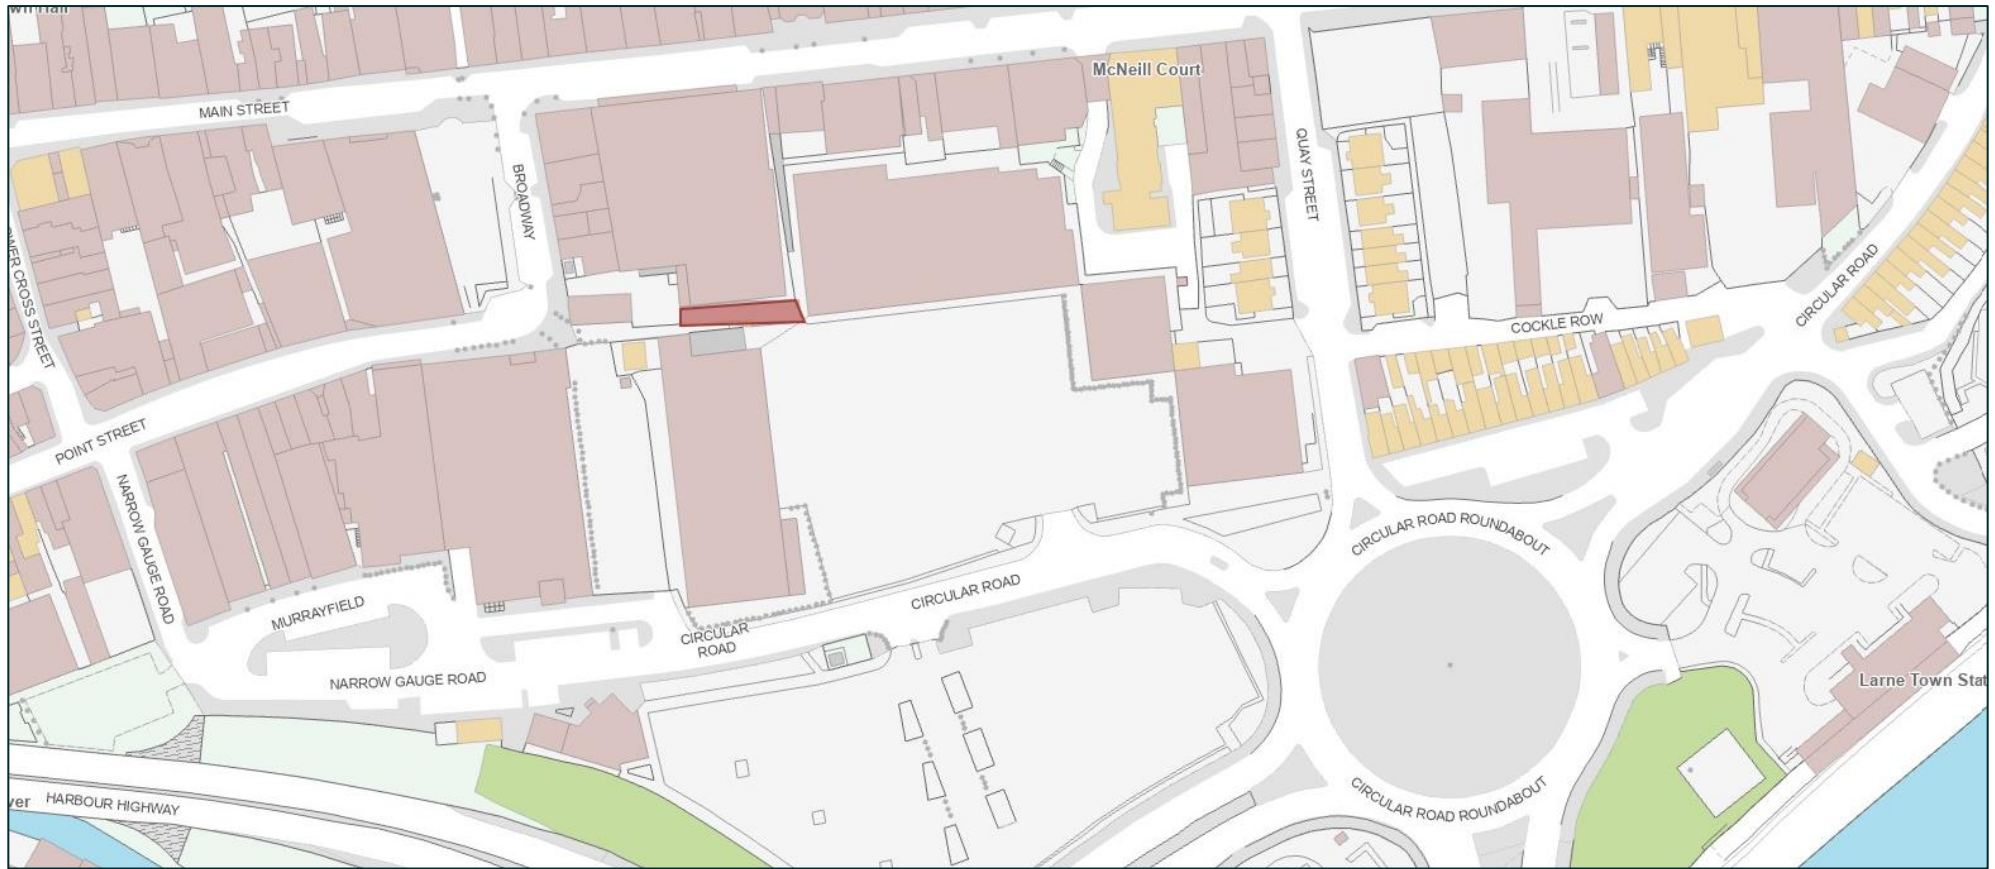 McNeill Court
MAIN STREET
BROADWAY
QUAY STREET
CIRCULAR ROAD
COCKLE ROW
POINT STREET
NARROW GAUGE ROAD
CIRCULAR ROAD ROUNDABOUT
CIRCULAR ROAD
MURRAYFIELD
CIRCULAR
ROAD
NARROW GAUGE ROAD
Larne Town Stat
HARBOUR HIGHWAY
CIRCULAR ROAD ROUNDABOUT